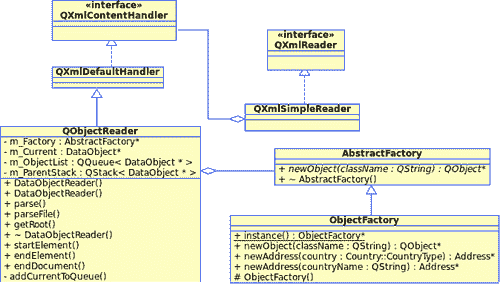 «interface»
QXmlContentHandler
«interface»
QXmlReader
QXmlDefaultHandler
QXmlSimpleReader
QObjectReader
- m_Factory : AbstractFactory*
- m_Current : DataObject*
- m_ObjectList : QQueue< DataObject * >
- m_ParentStack : QStack< DataObject * >
+ DataObjectReader()
+ DataObjectReader()
+ parse()
+ parseFile()
+ getRoot()
+ ~ DataObjectReader()
+ startElement()
+ endElement()
+ endDocument()
- addCurrentToQueue()
AbstractFactory
+ newObject(className : QString) : QObject*
+ ~ AbstractFactory()
ObjectFactory
+ instance() : ObjectFactory*
+ newObject(className : QString) : QObject*
+ newAddress(country : Country::CountryType) : Address*
+ newAddress(countryName : QString) : Address*
# ObjectFactory()